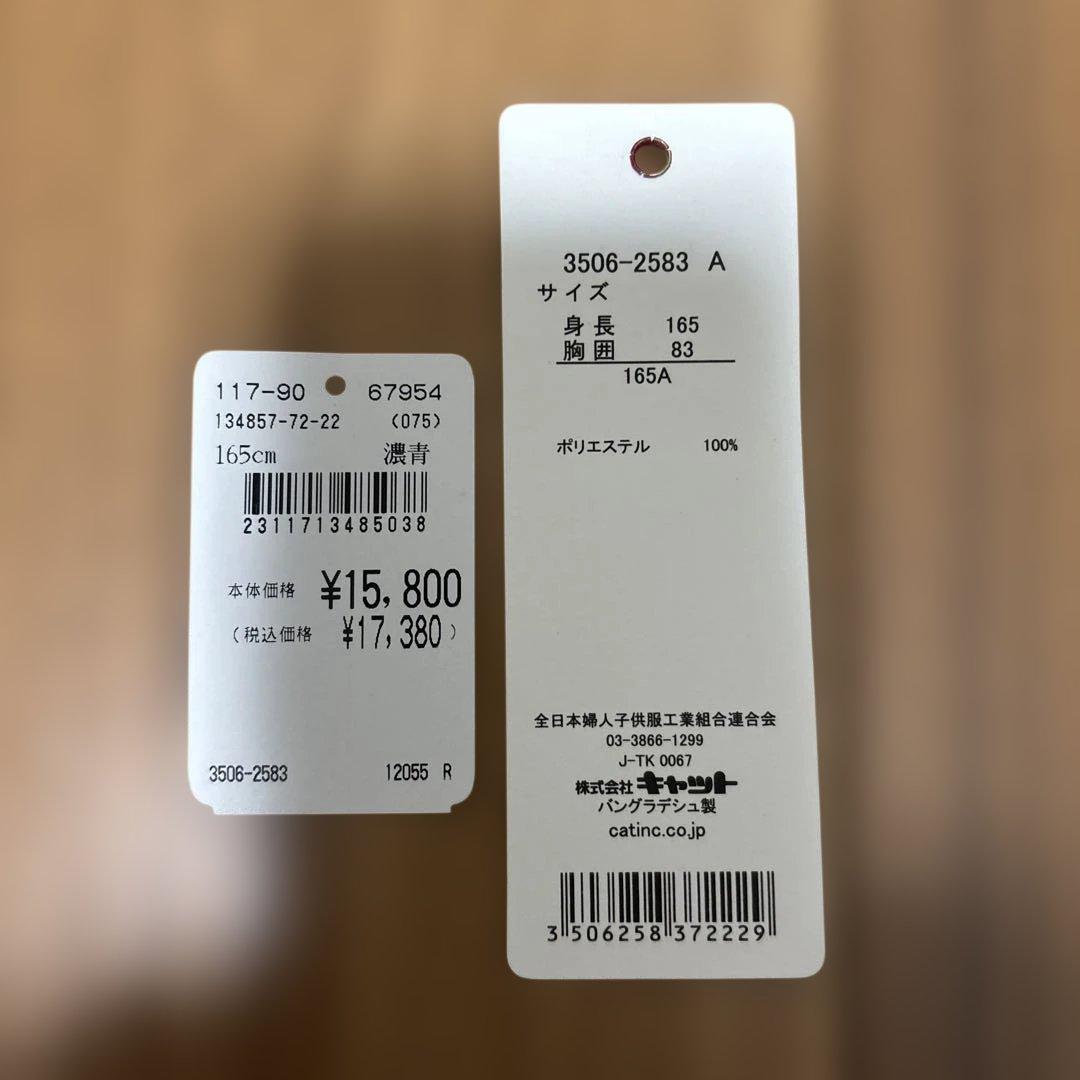 117-90 67954
134857-72-22 (075)
165cm 濃青
2311713485038
本体価格 ¥15,800
(税込価格 ¥17,380)
3506-2583 12055 R
3506-2583 A
サイズ
身長 165
胸囲 83
165A
ポリエステル 100%
全日本婦人子供服工業組合連合会
03-3866-1299
J-TK 0067
株式会社キャット
バングラデシュ製
catinc.co.jp
3 506258 372229